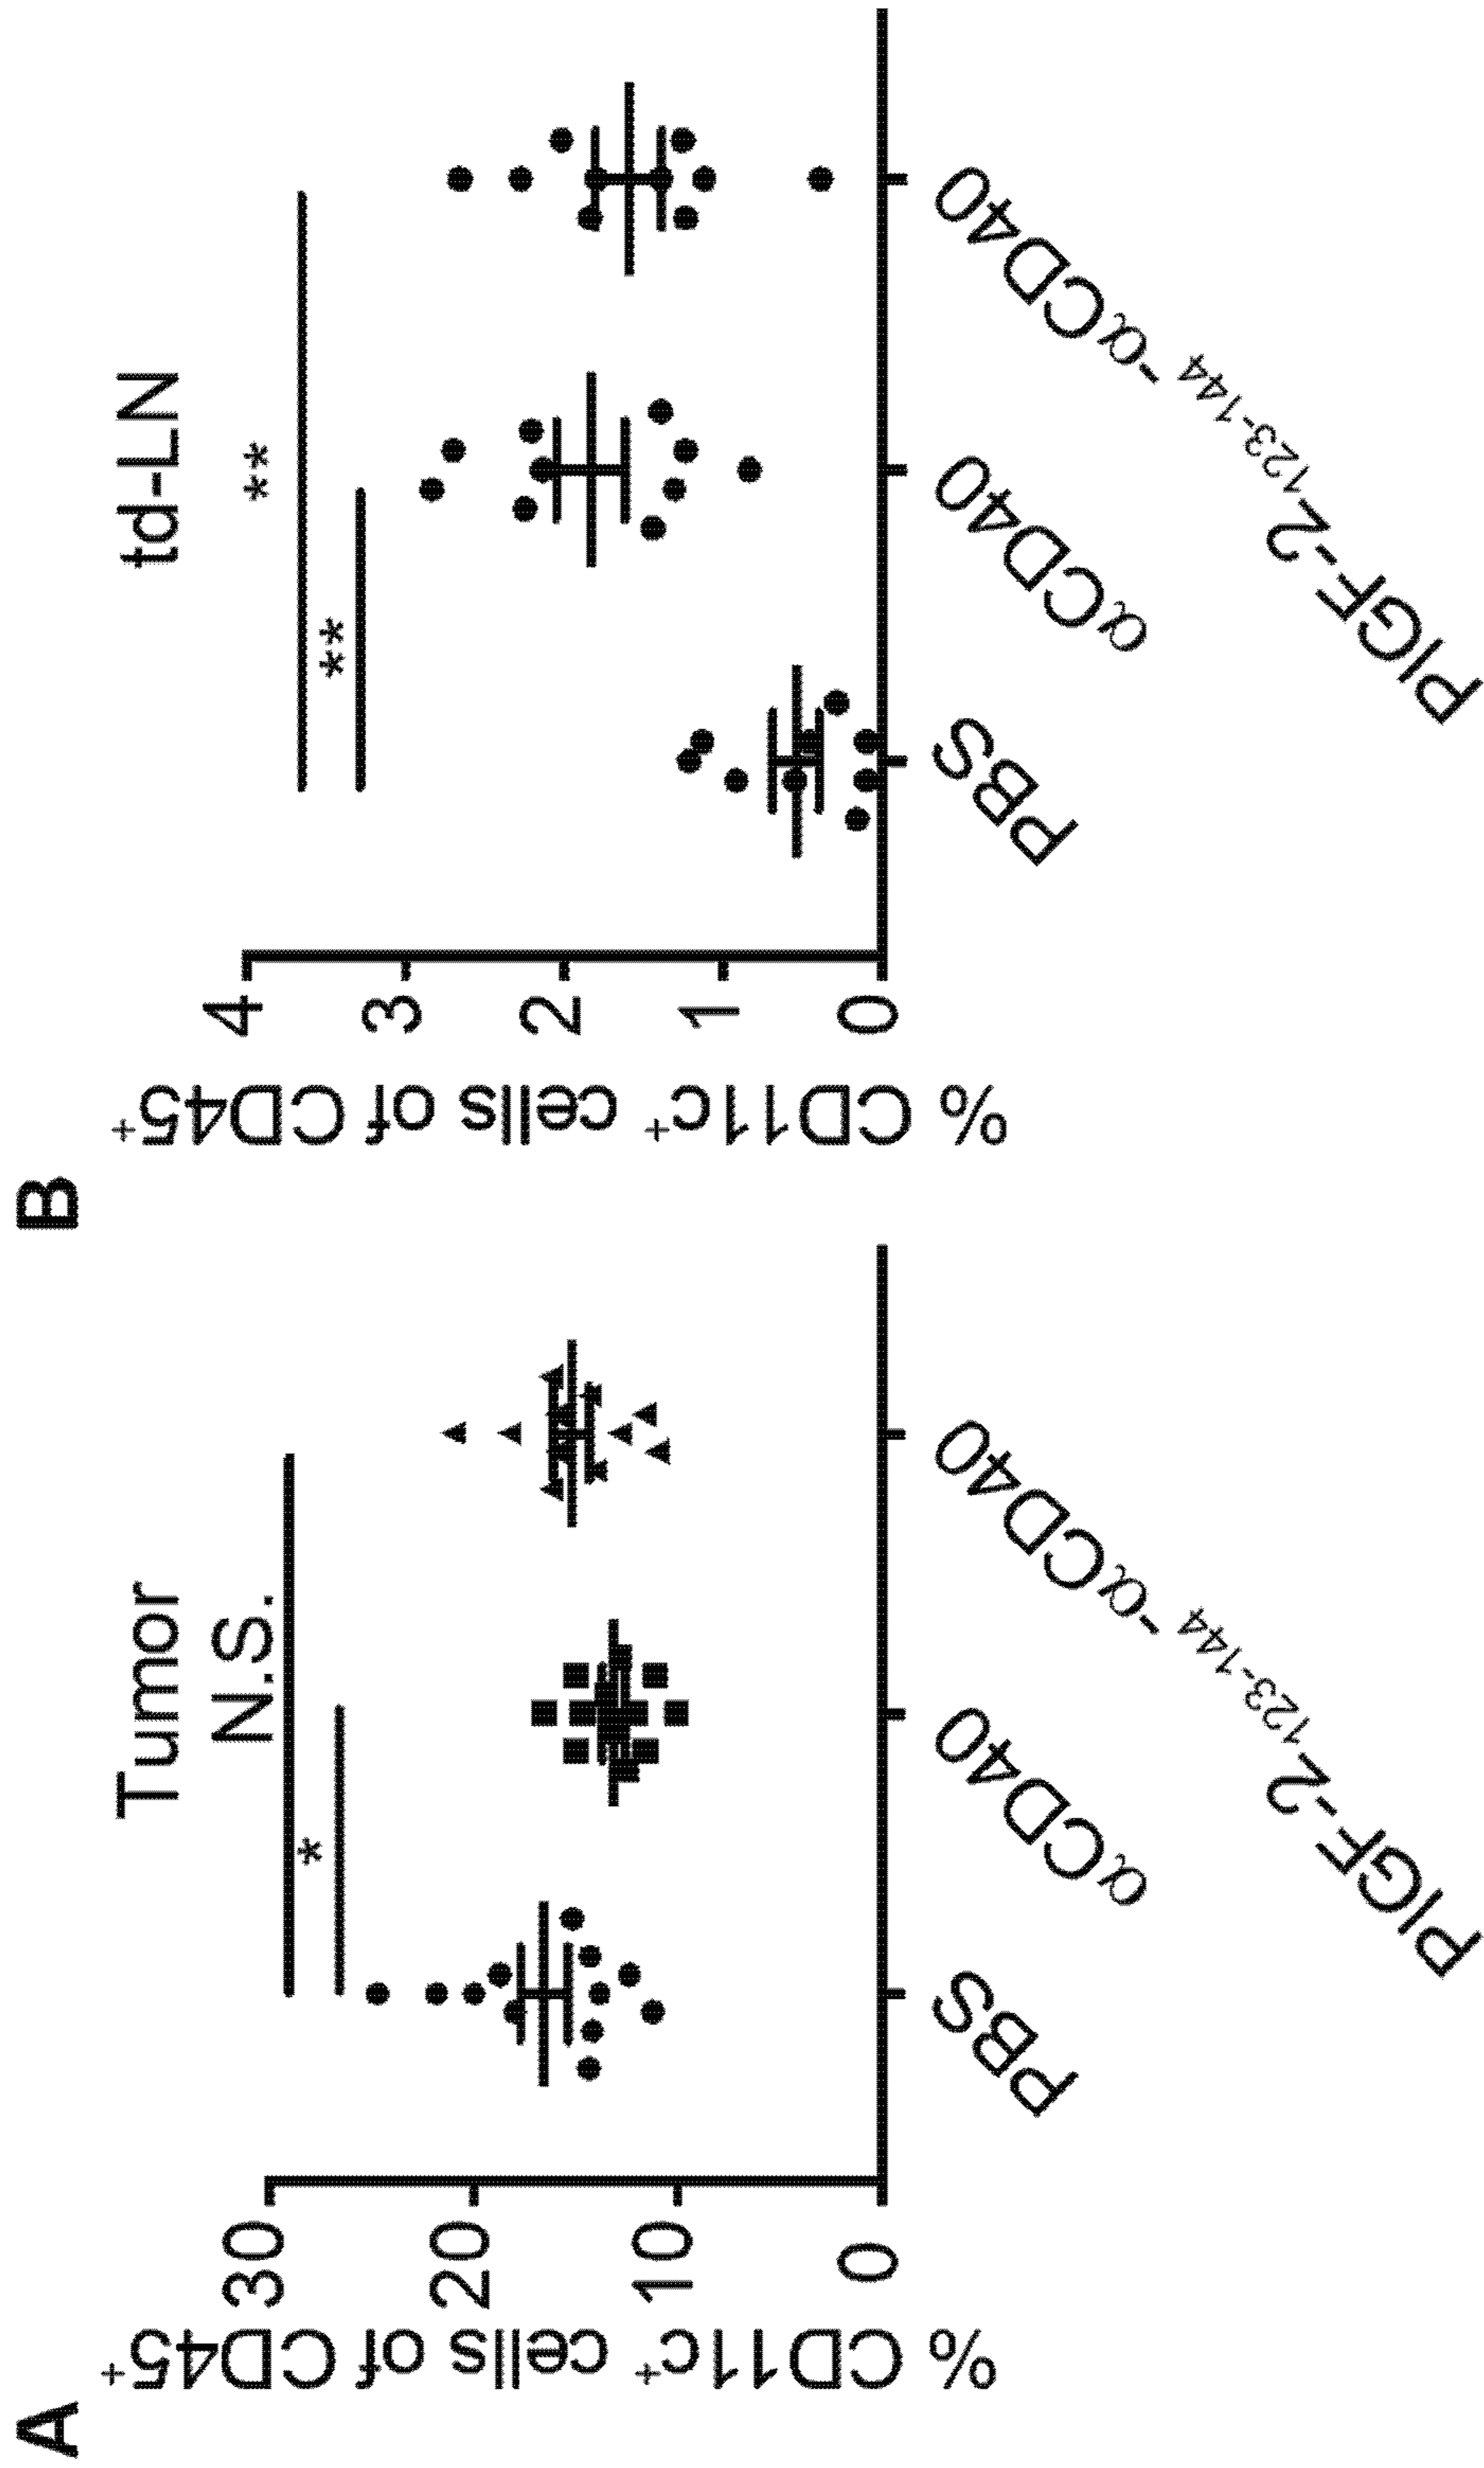 A
Tumor
N.S.
*
% CD11c⁺ cells of CD45⁺
30
20
10
0
PBS
αCD40
PlGF-2₁₂₃₋₁₄₄-αCD40
B
td-LN
**
**
% CD11c⁺ cells of CD45⁺
4
3
2
1
0
PBS
αCD40
PlGF-2₁₂₃₋₁₄₄-αCD40